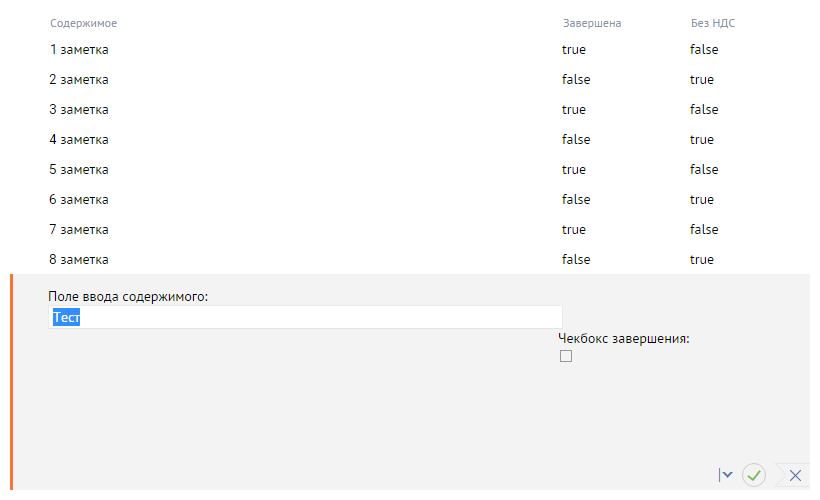 Содержимое Завершена Без НДС
1 заметка true false
2 заметка false true
3 заметка true false
4 заметка false true
5 заметка true false
6 заметка false true
7 заметка true false
8 заметка false true
Поле ввода содержимого:
Тест
Чекбокс завершения: